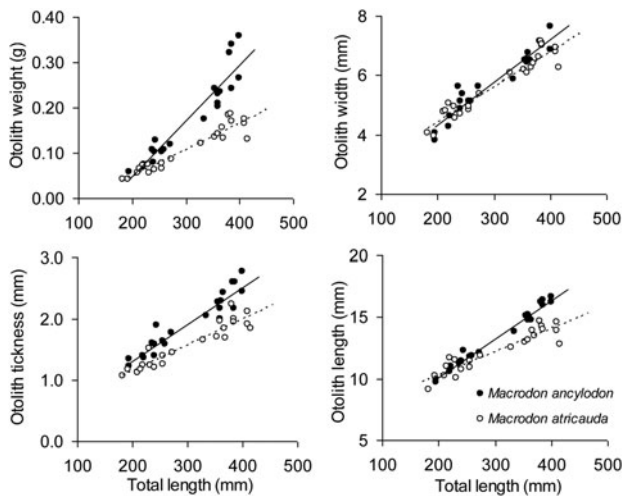 Otolith weight (g)
0.40
0.30
0.20
0.10
0.00
100 200 300 400 500
Otolith width (mm)
8
6
4
2
100 200 300 400 500
Otolith tickness (mm)
3.0
2.0
1.0
0.0
100 200 300 400 500
Total length (mm)
Otolith length (mm)
20
15
10
5
Macrodon ancylodon
Macrodon atricauda
100 200 300 400 500
Total length (mm)